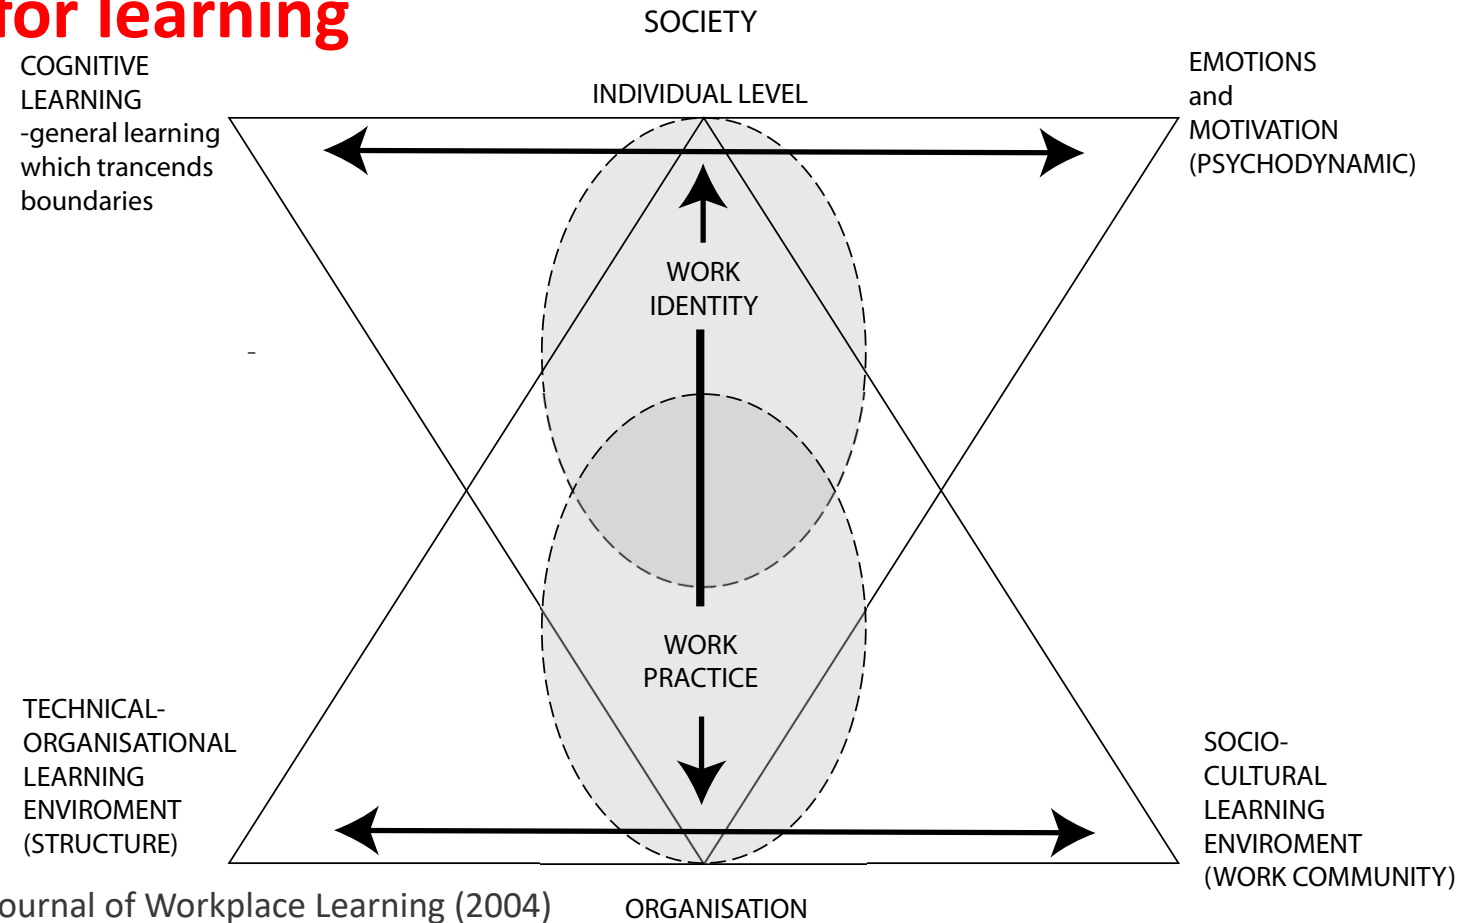 for learning
SOCIETY
COGNITIVE
LEARNING
-general learning
which trancends
boundaries
INDIVIDUAL LEVEL
EMOTIONS
and
MOTIVATION
(PSYCHODYNAMIC)
WORK
IDENTITY
-
WORK
PRACTICE
TECHNICAL-
ORGANISATIONAL
LEARNING
ENVIROMENT
(STRUCTURE)
SOCIO-
CULTURAL
LEARNING
ENVIROMENT
(WORK COMMUNITY)
ournal of Workplace Learning (2004)
ORGANISATION